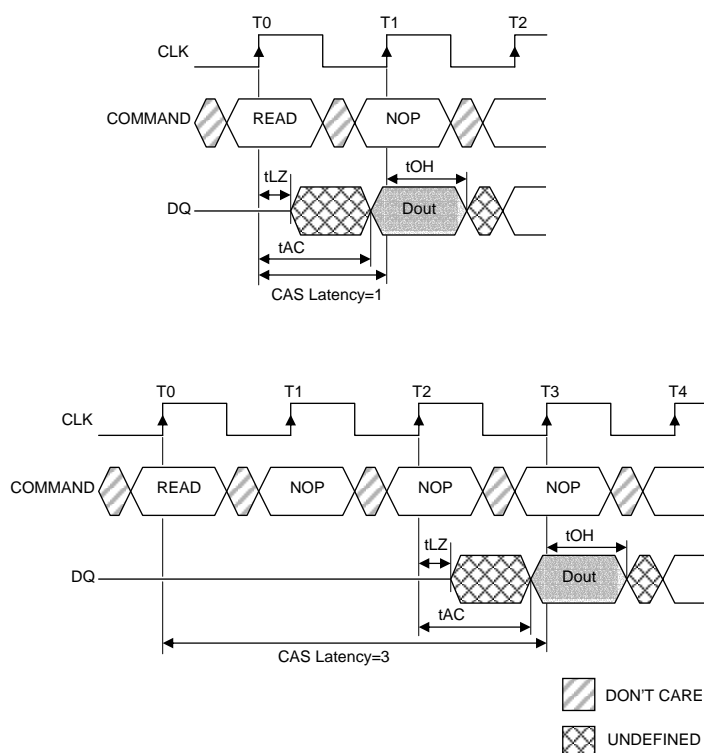 T0 T1 T2
CLK
COMMAND READ NOP
tLZ tOH
DQ Dout
tAC
CAS Latency=1
T0 T1 T2 T3 T4
CLK
COMMAND READ NOP NOP NOP
tLZ tOH
DQ Dout
tAC
CAS Latency=3
DON'T CARE
UNDEFINED